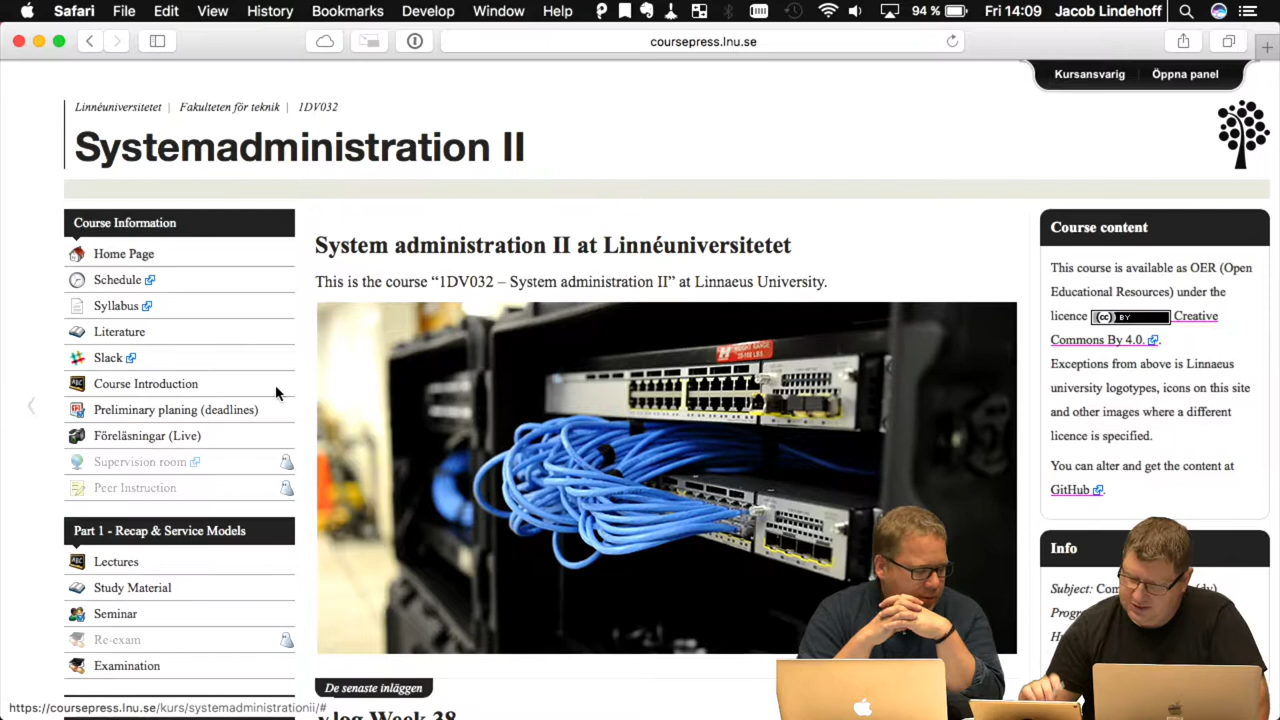 Safari File Edit View History Bookmarks Develop Window Help 94 % Fri 14:09 Jacob Lindehoff
coursepress.lnu.se
Kursansvarig Öppna panel
Linnéuniversitetet | Fakulteten för teknik | 1DV032
Systemadministration II
Course Information
Home Page
Schedule
Syllabus
Literature
Slack
Course Introduction
Preliminary planing (deadlines)
Föreläsningar (Live)
Supervision room
Peer Instruction
Part 1 - Recap & Service Models
Lectures
Study Material
Seminar
Re-exam
Examination
System administration II at Linnéuniversitetet
This is the course “1DV032 – System administration II” at Linnaeus University.
De senaste inläggen
vlog Week 38
Course content
This course is available as OER (Open
Educational Resources) under the
licence (cc) BY Creative
Commons By 4.0.
Exceptions from above is Linnaeus
university logotypes, icons on this site
and other images where a different
licence is specified.
You can alter and get the content at
GitHub.
Info
Subject:
https://coursepress.lnu.se/kurs/systemadministrationii/#